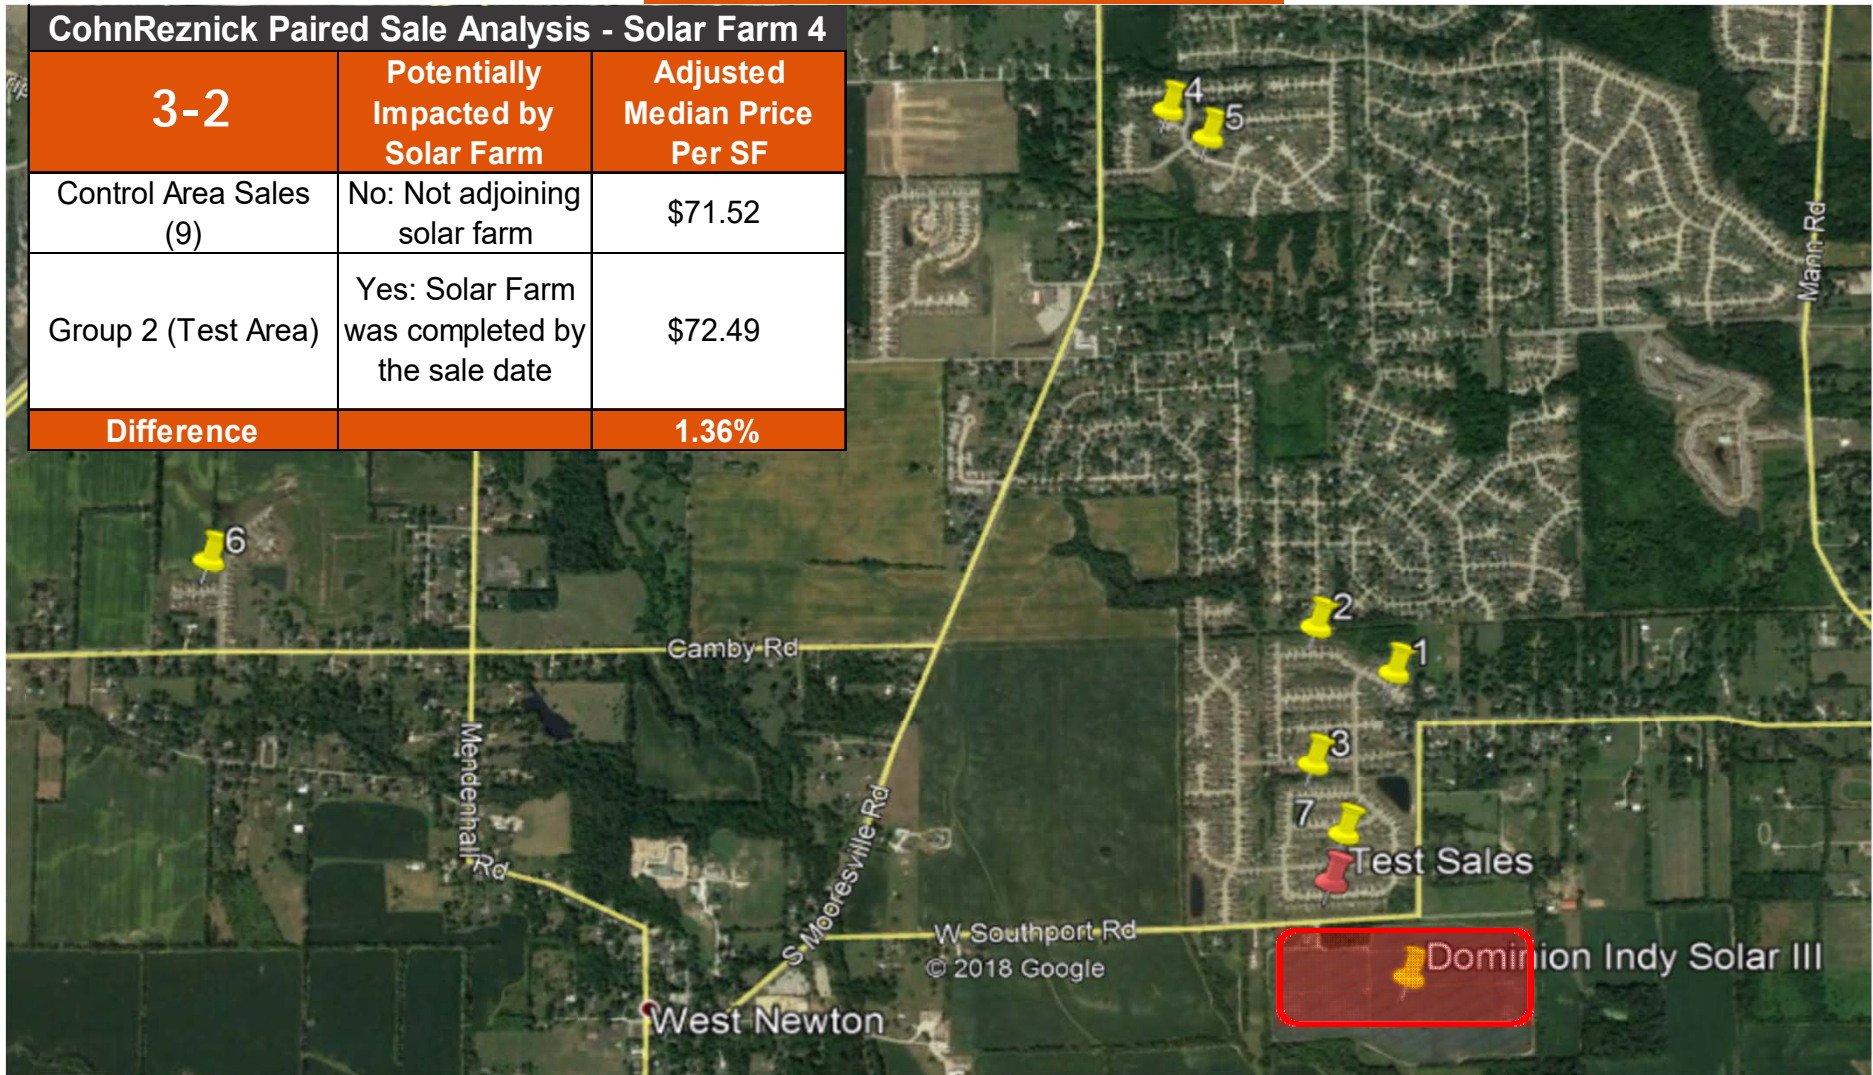 CohnReznick Paired Sale Analysis - Solar Farm 4
3-2
Potentially
Impacted by
Solar Farm
Adjusted
Median Price
Per SF
Control Area Sales
(9)
No: Not adjoining
solar farm
$71.52
Group 2 (Test Area)
Yes: Solar Farm
was completed by
the sale date
$72.49
Difference
1.36%
4
5
Mann Rd
6
2
1
Camby Rd
3
Mendenhall Rd
7
S Mooresville Rd
Test Sales
W Southport Rd
© 2018 Google
Dominion Indy Solar III
West Newton